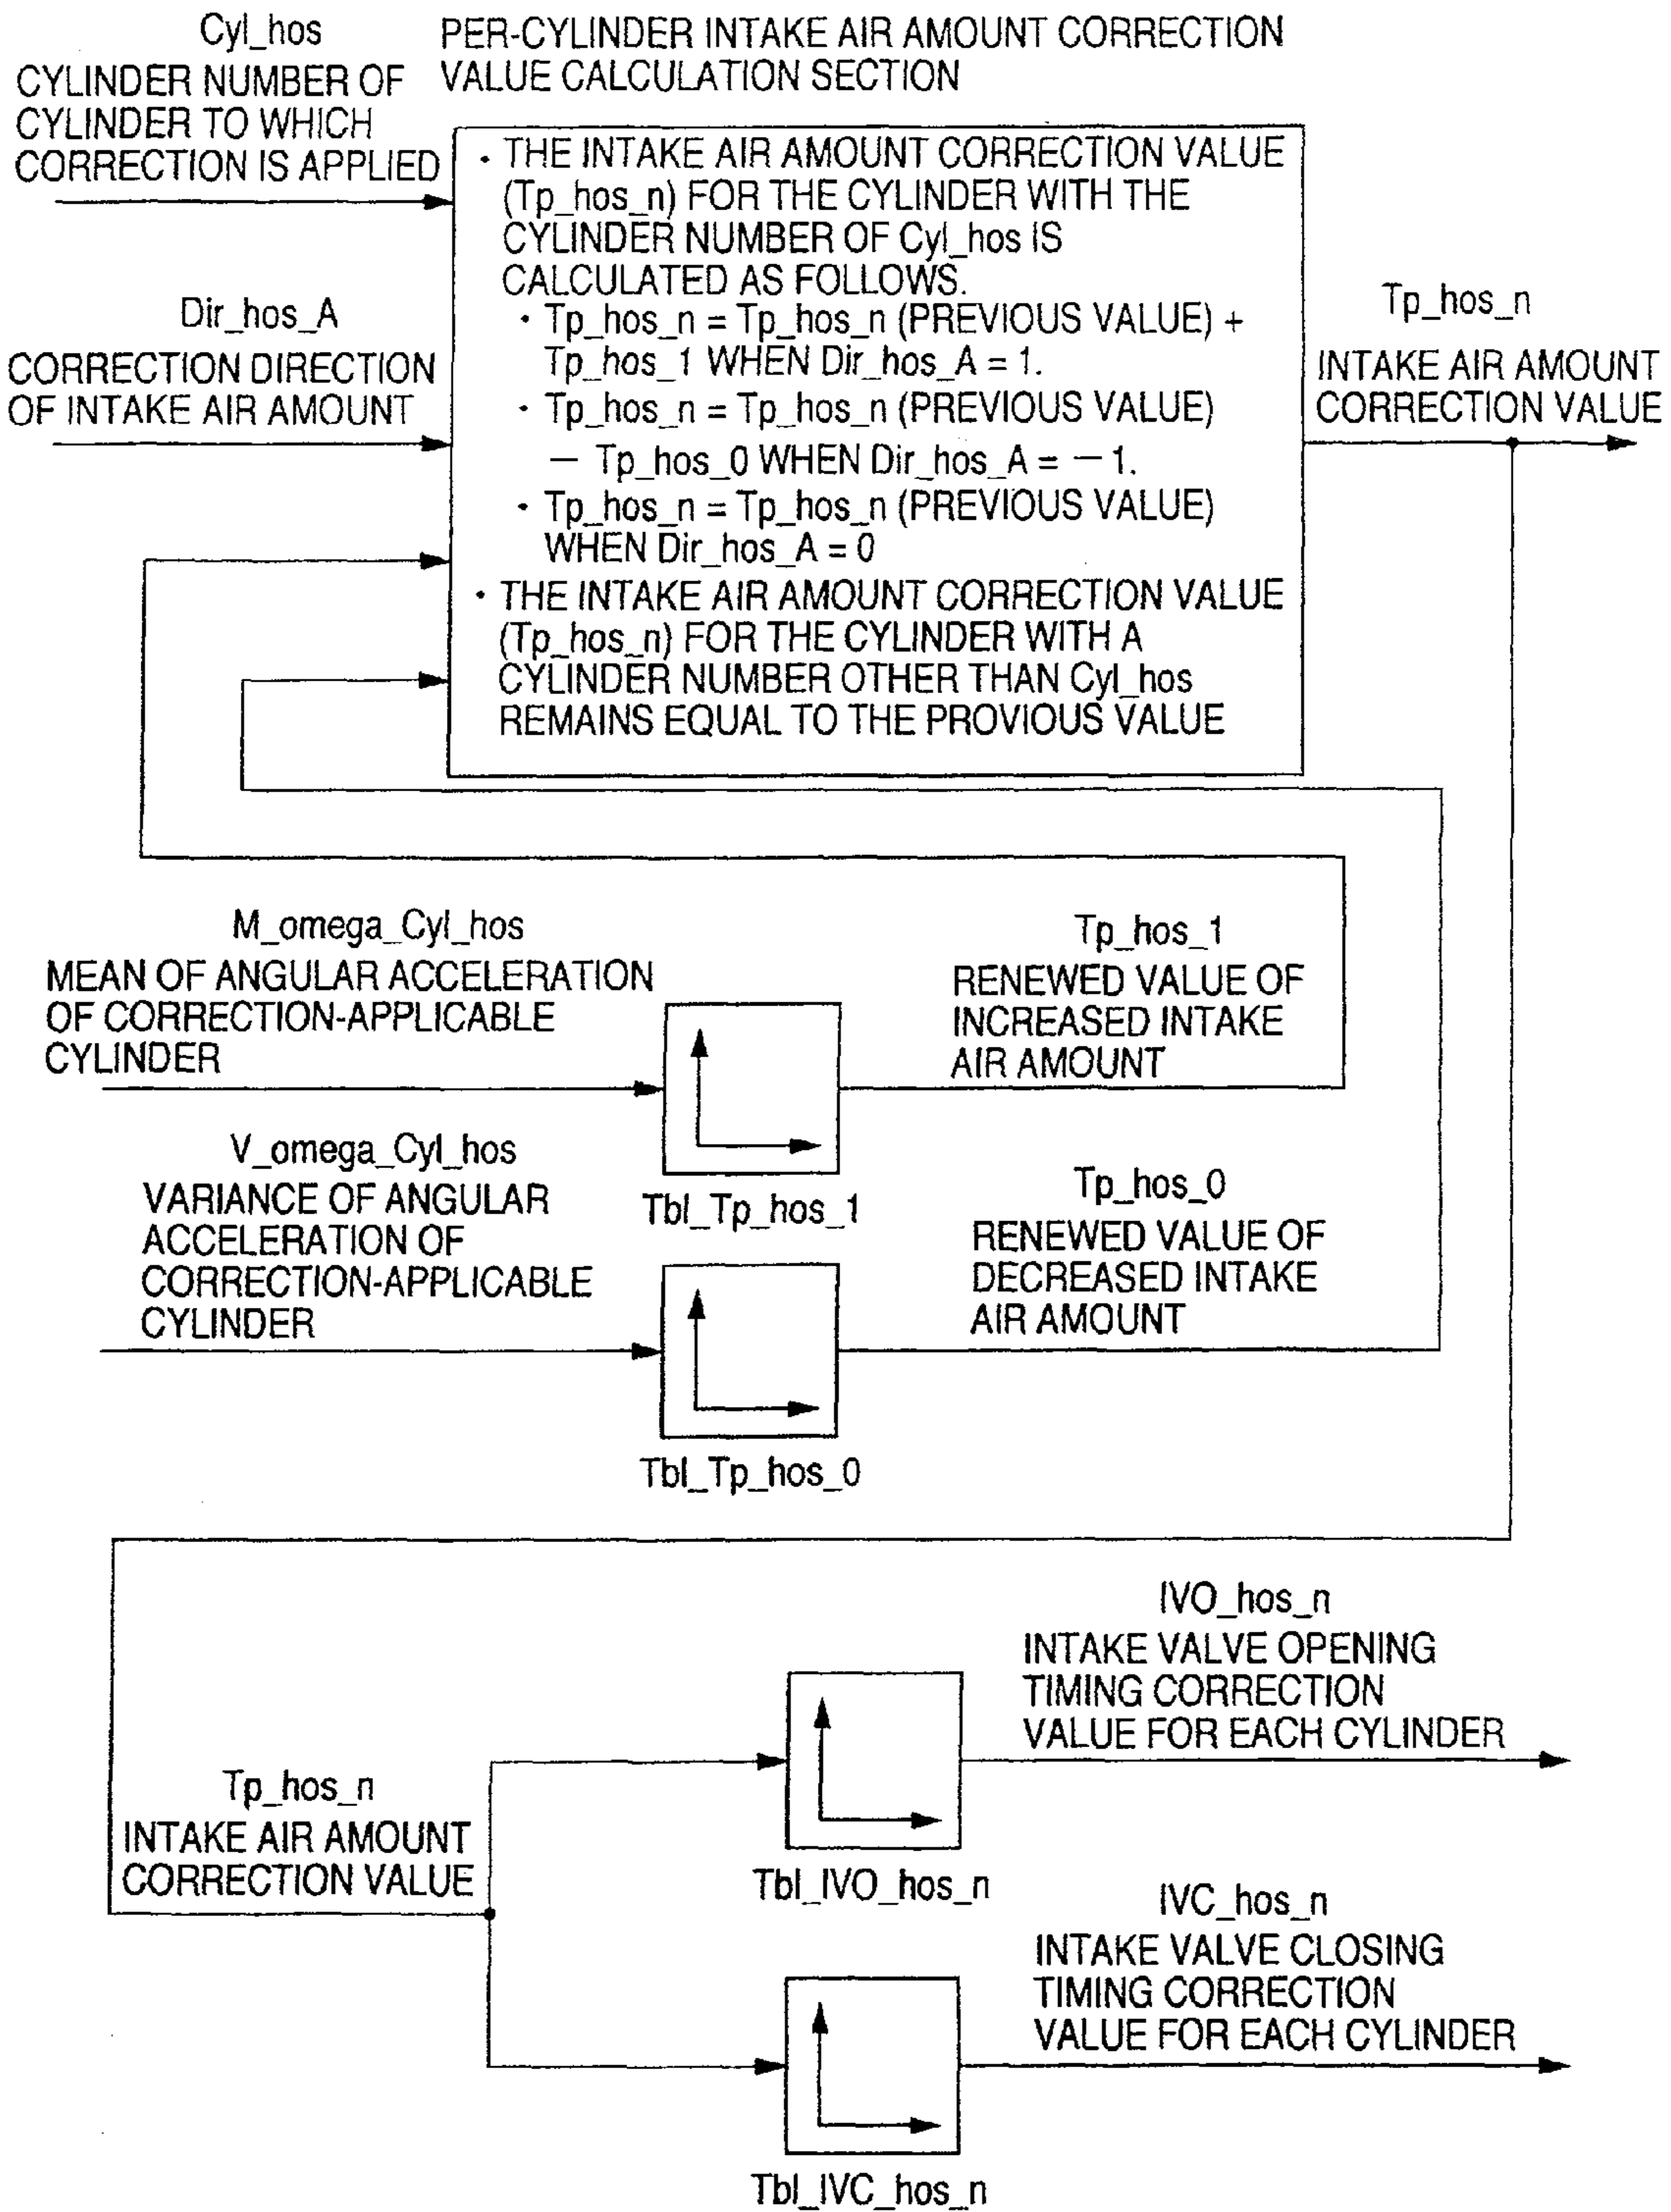 Cyl_hos
CYLINDER NUMBER OF
CYLINDER TO WHICH
CORRECTION IS APPLIED
PER-CYLINDER INTAKE AIR AMOUNT CORRECTION
VALUE CALCULATION SECTION
• THE INTAKE AIR AMOUNT CORRECTION VALUE
(Tp_hos_n) FOR THE CYLINDER WITH THE
CYLINDER NUMBER OF Cyl_hos IS
CALCULATED AS FOLLOWS.
• Tp_hos_n = Tp_hos_n (PREVIOUS VALUE) +
Tp_hos_1 WHEN Dir_hos_A = 1.
• Tp_hos_n = Tp_hos_n (PREVIOUS VALUE)
— Tp_hos_0 WHEN Dir_hos_A = —1.
• Tp_hos_n = Tp_hos_n (PREVIOUS VALUE)
WHEN Dir_hos_A = 0
• THE INTAKE AIR AMOUNT CORRECTION VALUE
(Tp_hos_n) FOR THE CYLINDER WITH A
CYLINDER NUMBER OTHER THAN Cyl_hos
REMAINS EQUAL TO THE PROVIOUS VALUE
Dir_hos_A
CORRECTION DIRECTION
OF INTAKE AIR AMOUNT
Tp_hos_n
INTAKE AIR AMOUNT
CORRECTION VALUE
M_omega_Cyl_hos
MEAN OF ANGULAR ACCELERATION
OF CORRECTION-APPLICABLE
CYLINDER
Tbl_Tp_hos_1
Tp_hos_1
RENEWED VALUE OF
INCREASED INTAKE
AIR AMOUNT
V_omega_Cyl_hos
VARIANCE OF ANGULAR
ACCELERATION OF
CORRECTION-APPLICABLE
CYLINDER
Tbl_Tp_hos_0
Tp_hos_0
RENEWED VALUE OF
DECREASED INTAKE
AIR AMOUNT
Tp_hos_n
INTAKE AIR AMOUNT
CORRECTION VALUE
Tbl_IVO_hos_n
IVO_hos_n
INTAKE VALVE OPENING
TIMING CORRECTION
VALUE FOR EACH CYLINDER
Tbl_IVC_hos_n
IVC_hos_n
INTAKE VALVE CLOSING
TIMING CORRECTION
VALUE FOR EACH CYLINDER